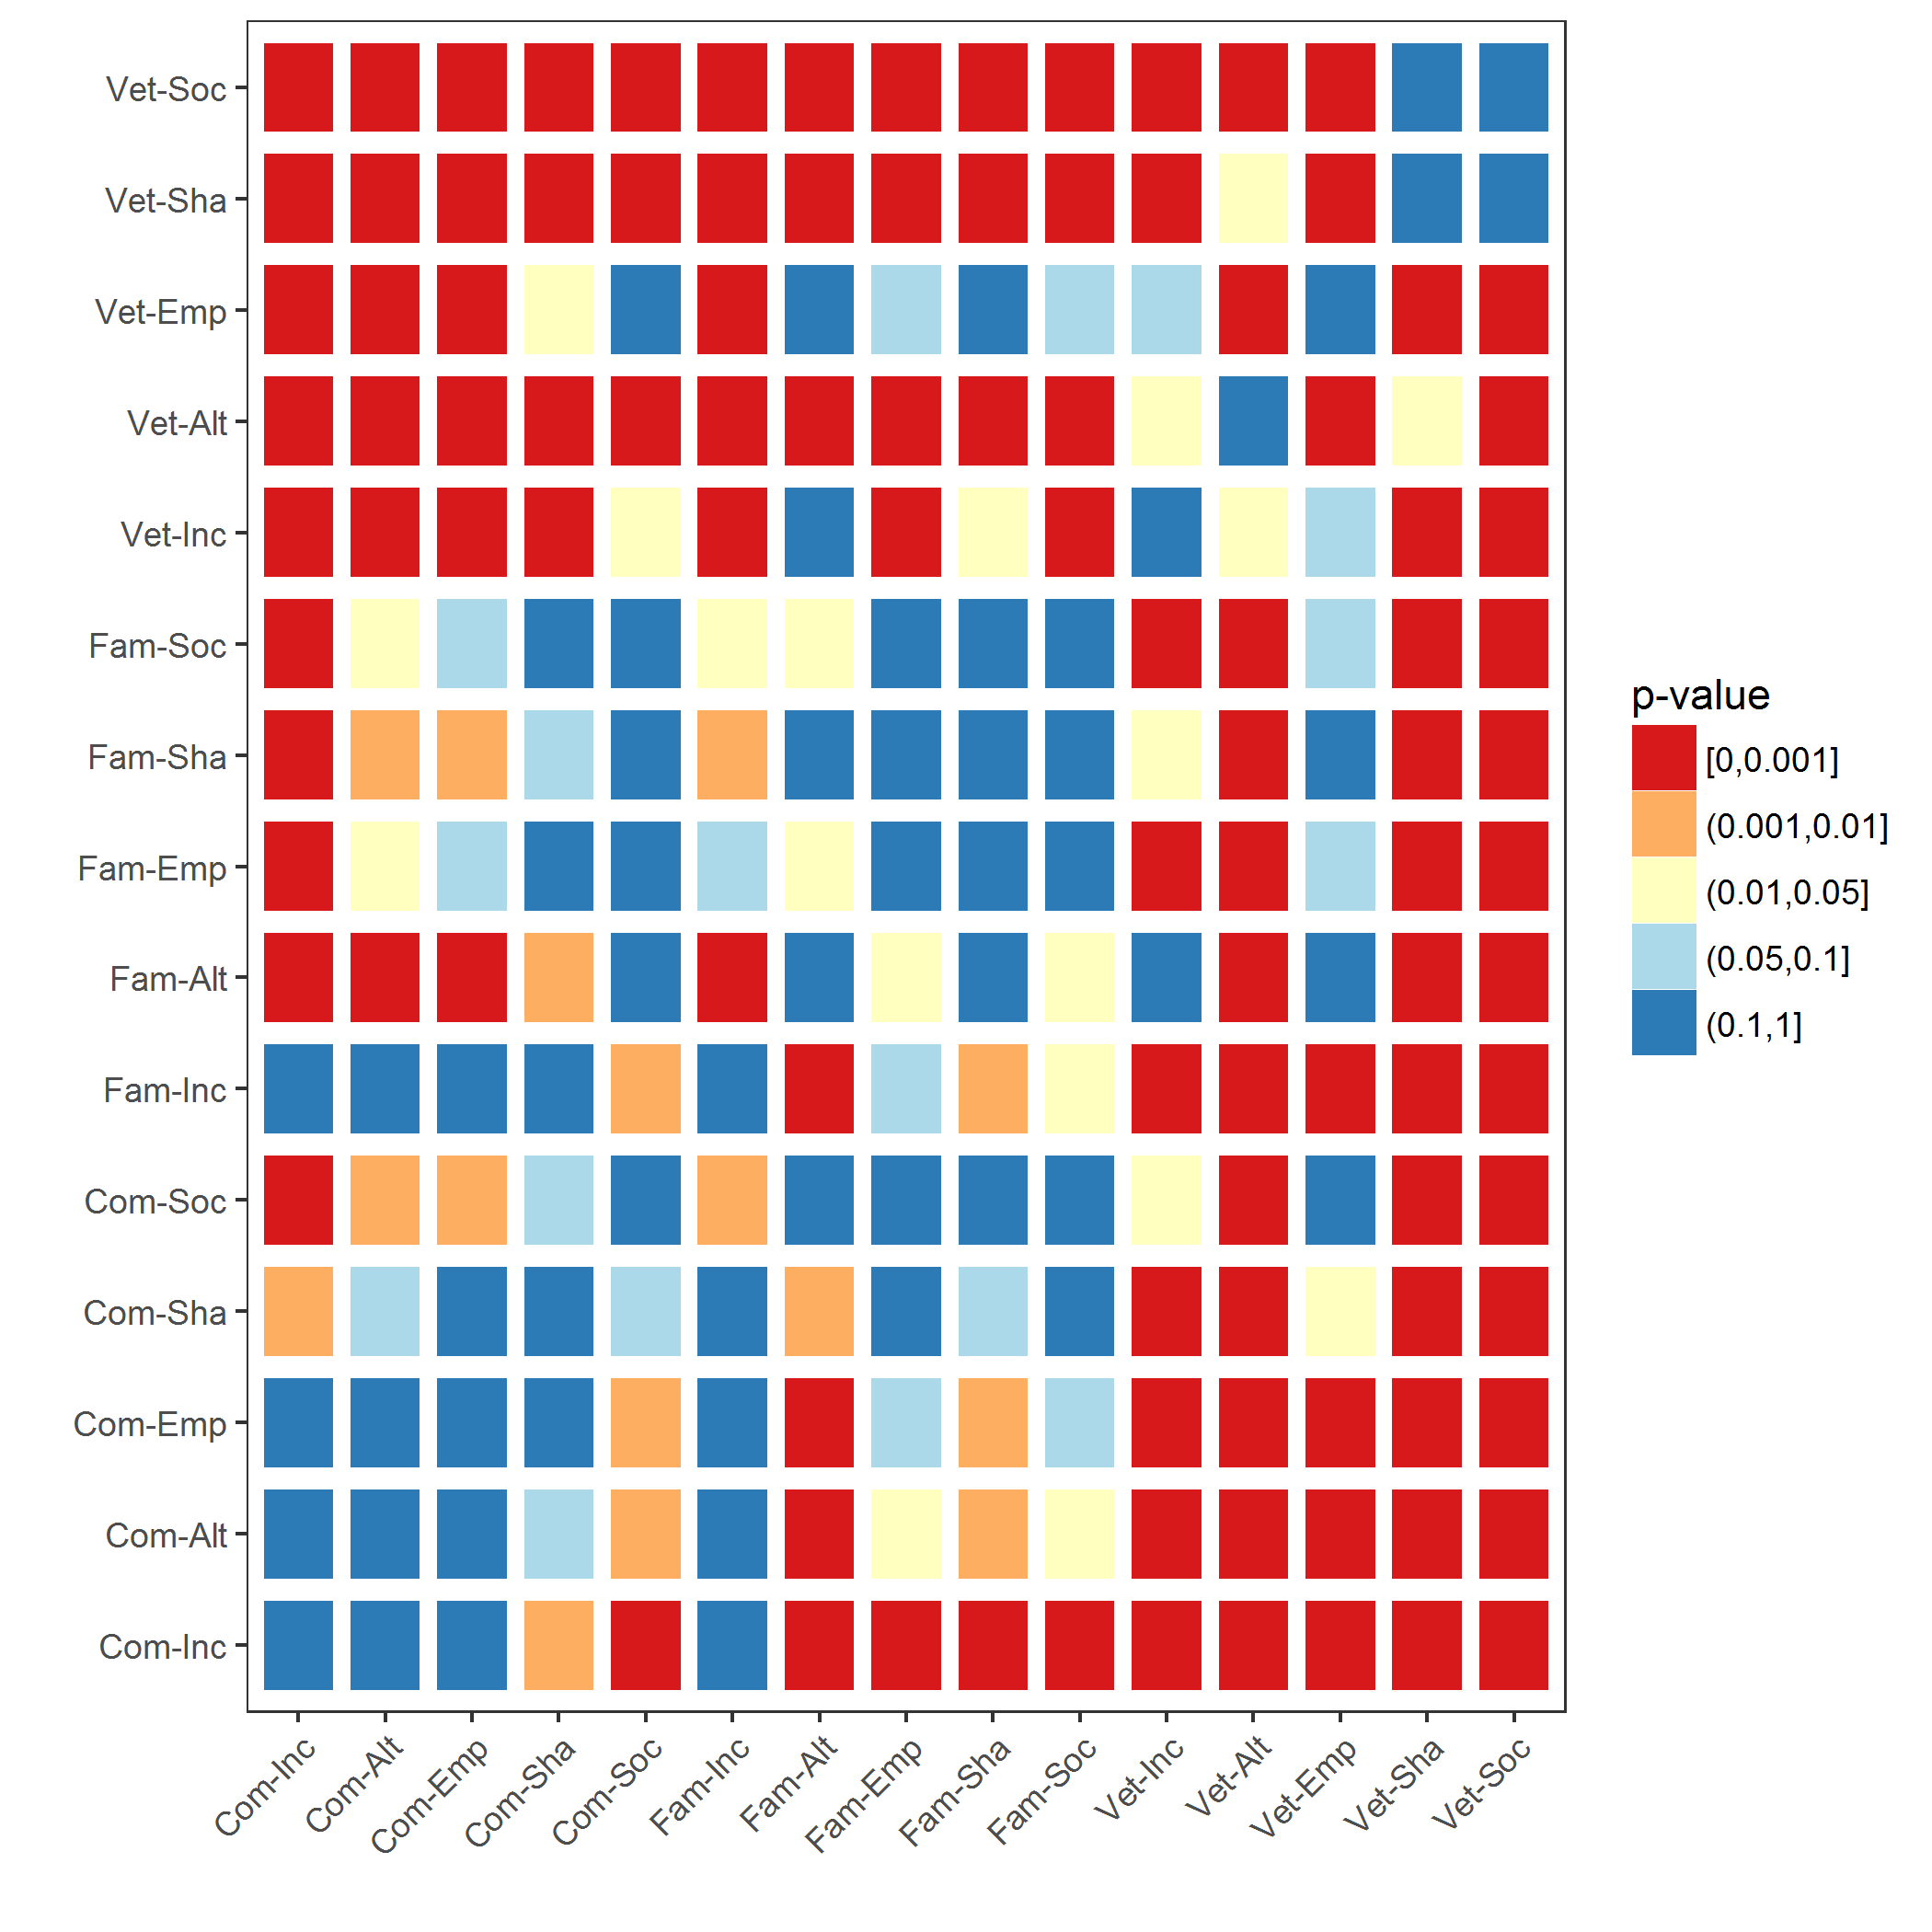 Vet-Soc
Vet-Sha
Vet-Emp
Vet-Alt
Vet-Inc
Fam-Soc
Fam-Sha
Fam-Emp
Fam-Alt
Fam-Inc
Com-Soc
Com-Sha
Com-Emp
Com-Alt
Com-Inc
Com-Inc
Com-Alt
Com-Emp
Com-Sha
Com-Soc
Fam-Inc
Fam-Alt
Fam-Emp
Fam-Sha
Fam-Soc
Vet-Inc
Vet-Alt
Vet-Emp
Vet-Sha
Vet-Soc
p-value
[0,0.001]
(0.001,0.01]
(0.01,0.05]
(0.05,0.1]
(0.1,1]